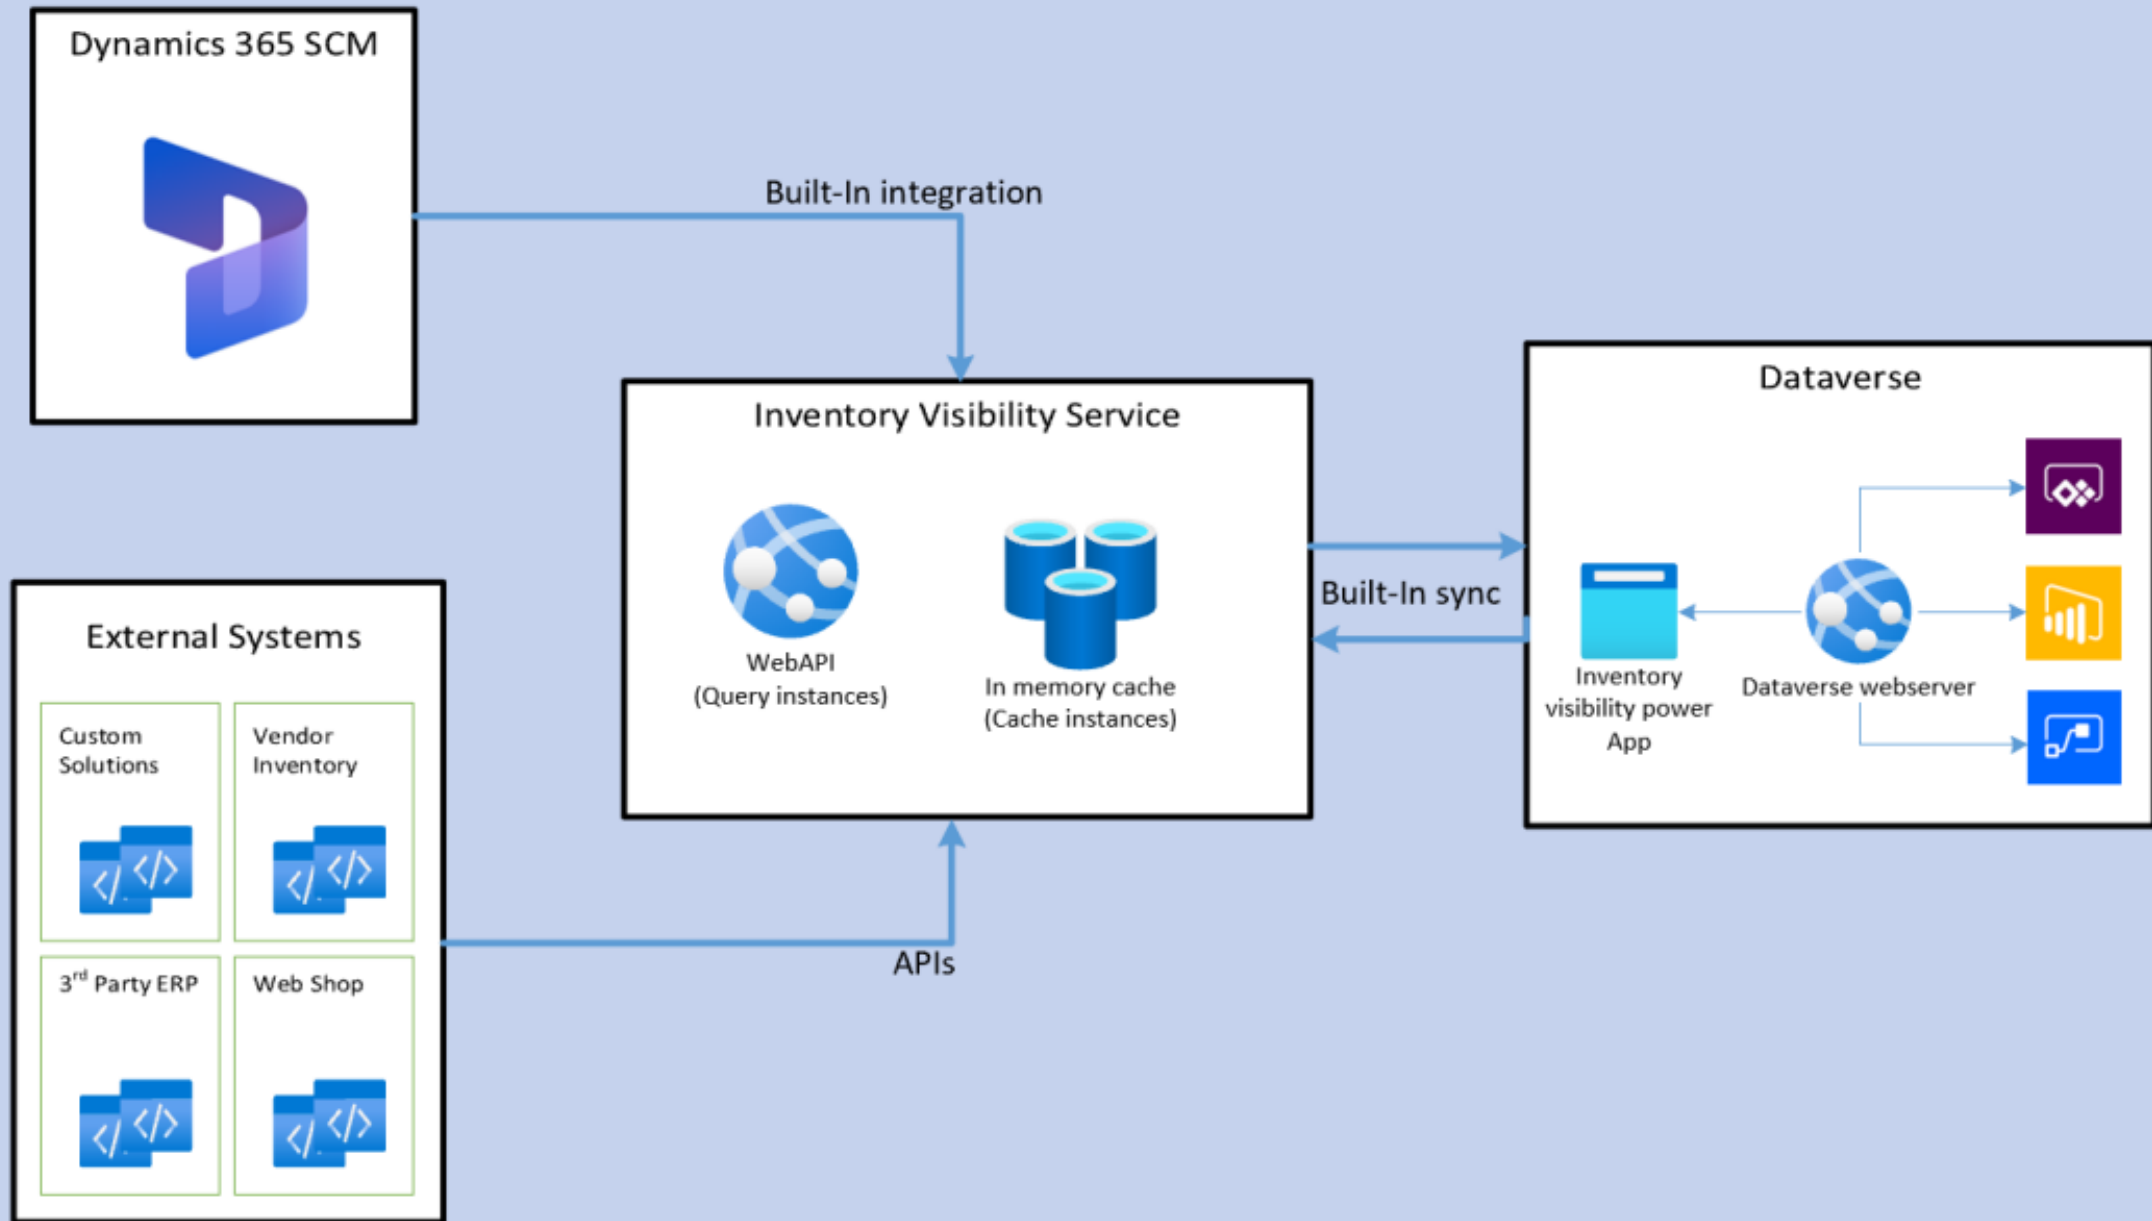 Dynamics 365 SCM
Built-In integration
Inventory Visibility Service
WebAPI
(Query instances)
In memory cache
(Cache instances)
Built-In sync
Dataverse
Inventory
visibility power
App
Dataverse webserver
External Systems
Custom
Solutions
Vendor
Inventory
3rd Party ERP
Web Shop
APIs